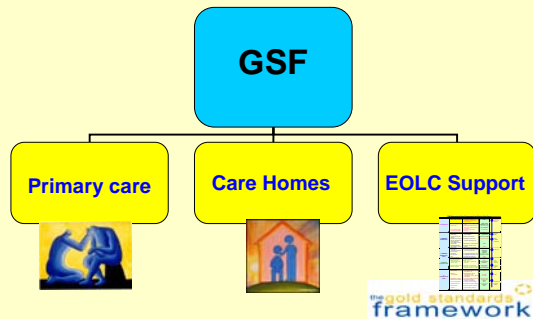 GSF
Primary care
Care Homes
EOLC Support
the gold standards
framework